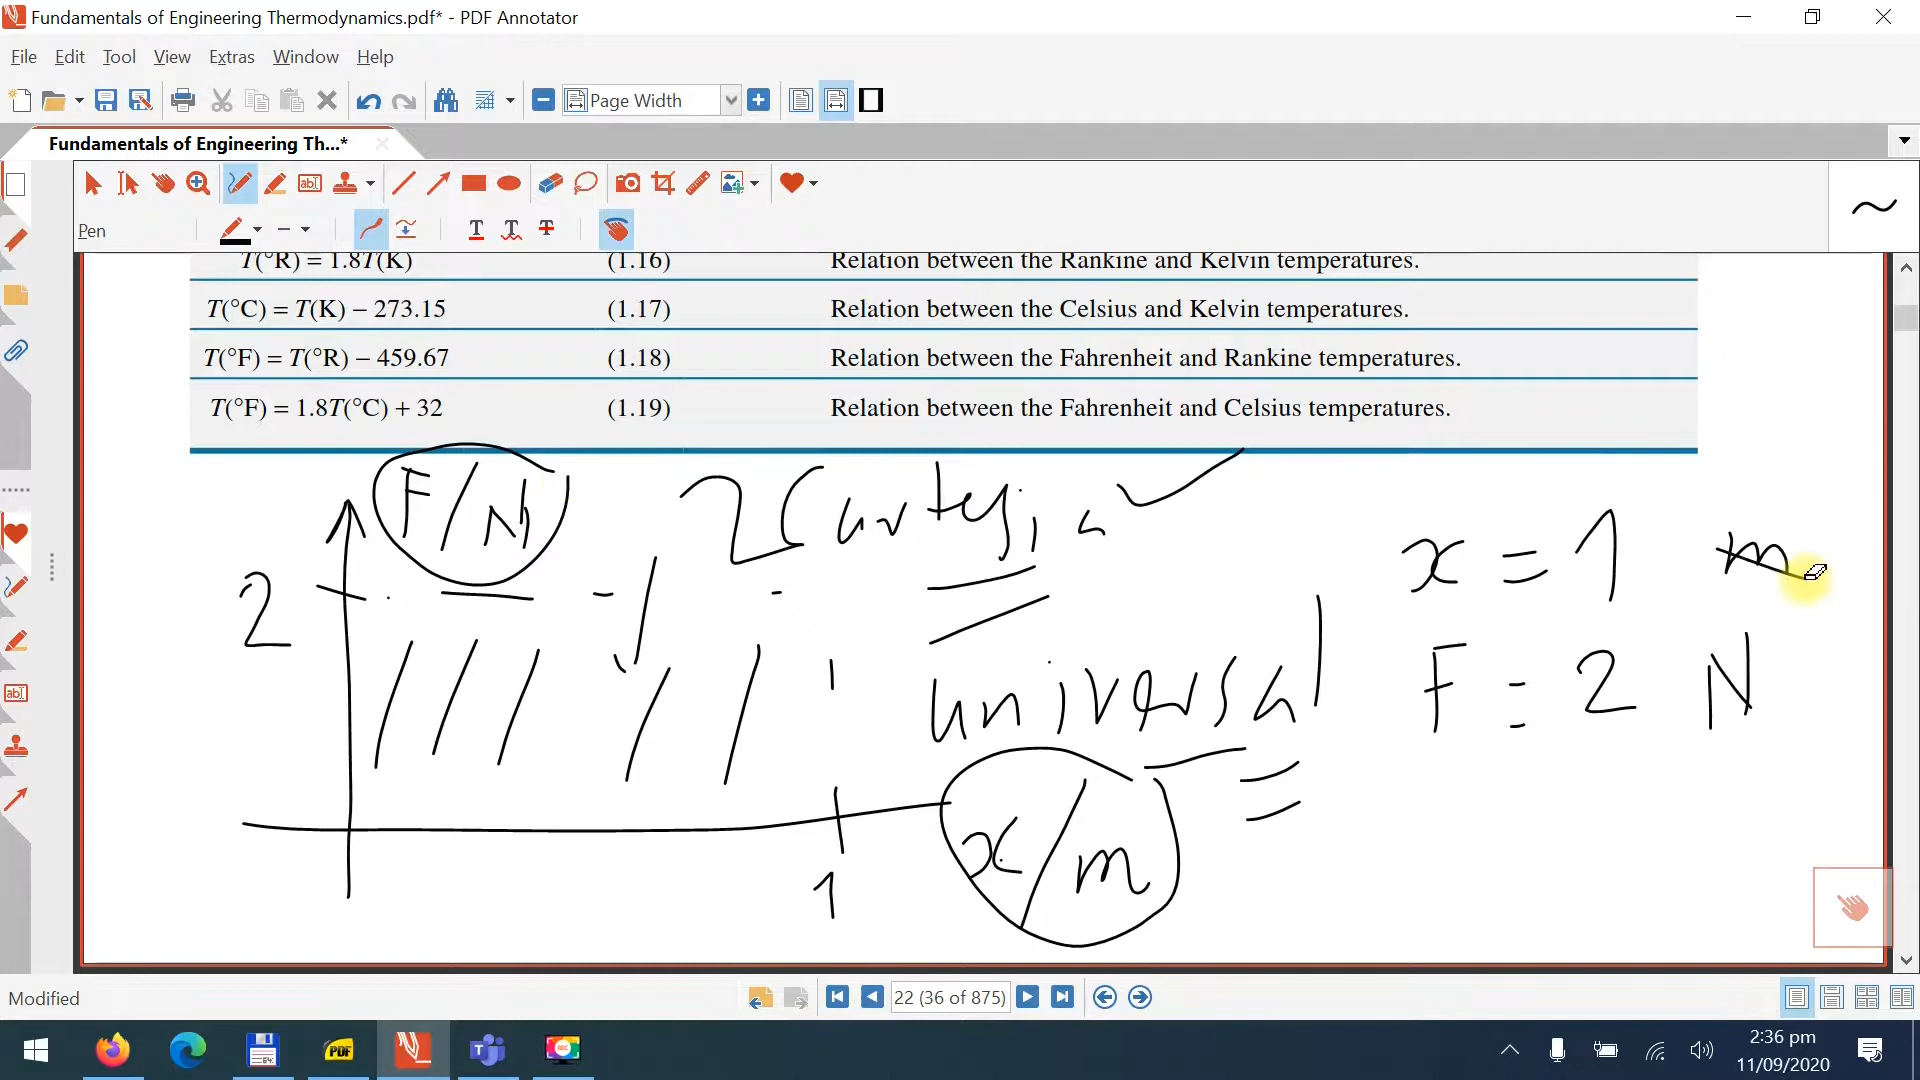 Fundamentals of Engineering Thermodynamics.pdf* - PDF Annotator
File Edit Tool View Extras Window Help
Page Width
Fundamentals of Engineering Th...*
Pen
T(°R) = 1.8T(K) (1.16) Relation between the Rankine and Kelvin temperatures.
T(°C) = T(K) − 273.15 (1.17) Relation between the Celsius and Kelvin temperatures.
T(°F) = T(°R) − 459.67 (1.18) Relation between the Fahrenheit and Rankine temperatures.
T(°F) = 1.8T(°C) + 32 (1.19) Relation between the Fahrenheit and Celsius temperatures.
F/N 2 Cartesia
x = 1 m
2
universal F = 2 N
x/m
1
Modified 22 (36 of 875)
2:36 pm
11/09/2020